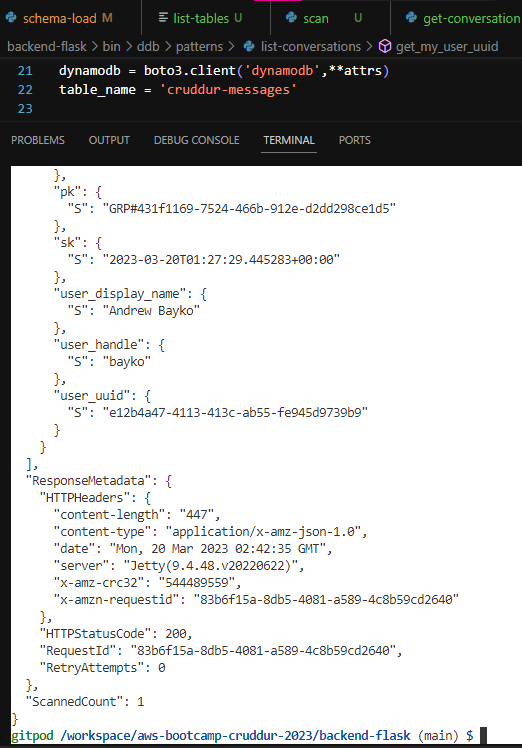 schema-load M list-tables U scan U get-conversation
backend-flask > bin > ddb > patterns > list-conversations > get_my_user_uuid
21 dynamodb = boto3.client('dynamodb',**attrs)
22 table_name = 'cruddur-messages'
23
PROBLEMS OUTPUT DEBUG CONSOLE TERMINAL PORTS
},
"pk": {
"S": "GRP#431f1169-7524-466b-912e-d2dd298ce1d5"
},
"sk": {
"S": "2023-03-20T01:27:29.445283+00:00"
},
"user_display_name": {
"S": "Andrew Bayko"
},
"user_handle": {
"S": "bayko"
},
"user_uuid": {
"S": "e12b4a47-4113-413c-ab55-fe945d9739b9"
}
}
],
"ResponseMetadata": {
"HTTPHeaders": {
"content-length": "447",
"content-type": "application/x-amz-json-1.0",
"date": "Mon, 20 Mar 2023 02:42:35 GMT",
"server": "Jetty(9.4.48.v20220622)",
"x-amz-crc32": "544489559",
"x-amzn-requestid": "83b6f15a-8db5-4081-a589-4c8b59cd2640"
},
"HTTPStatusCode": 200,
"RequestId": "83b6f15a-8db5-4081-a589-4c8b59cd2640",
"RetryAttempts": 0
},
"ScannedCount": 1
}
gitpod /workspace/aws-bootcamp-cruddur-2023/backend-flask (main) $